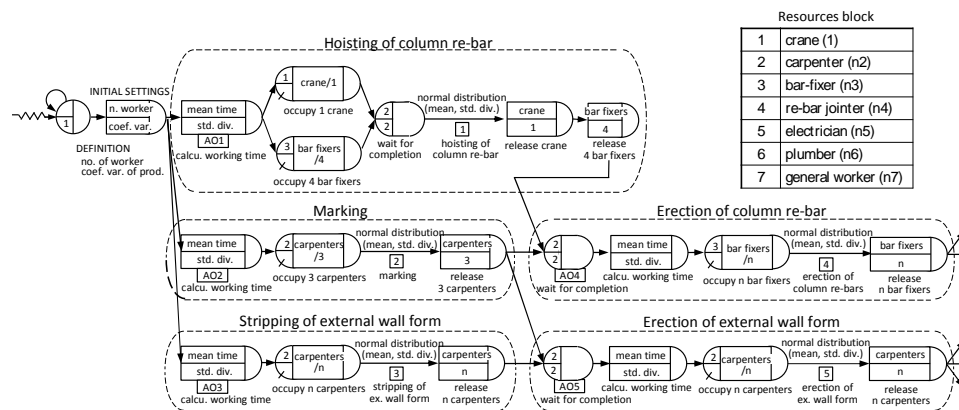 Resources block
1 crane (1)
2 carpenter (n2)
3 bar-fixer (n3)
4 re-bar jointer (n4)
5 electrician (n5)
6 plumber (n6)
7 general worker (n7)
Hoisting of column re-bar
INITIAL SETTINGS
1
n. worker
coef. var.
DEFINITION
no. of worker
coef. var. of prod.
mean time
std. div.
AO1
calcu. working time
1 crane/1
occupy 1 crane
3 bar fixers
/4
occupy 4 bar fixers
2
2
wait for
completion
normal distribution
(mean, std. div.)
1
hoisting of
column re-bar
crane
1
release crane
bar fixers
4
release
4 bar fixers
Marking
mean time
std. div.
AO2
calcu. working time
2 carpenters
/3
occupy 3 carpenters
normal distribution
(mean, std. div.)
2
marking
carpenters
3
release
3 carpenters
Erection of column re-bar
2
2
AO4
wait for completion
mean time
std. div.
calcu. working time
3 bar fixers
/n
occupy n bar fixers
normal distribution
(mean, std. div.)
4
erection of
column re-bars
bar fixers
n
release
n bar fixers
Stripping of external wall form
mean time
std. div.
AO3
calcu. working time
2 carpenters
/n
occupy n carpenters
normal distribution
(mean, std. div.)
3
stripping of
ex. wall form
carpenters
n
release
n carpenters
Erection of external wall form
2
2
AO5
wait for completion
mean time
std. div.
calcu. working time
2 carpenters
/n
occupy n carpenters
normal distribution
(mean, std. div.)
5
erection of
ex. wall form
carpenters
n
release
n carpenters